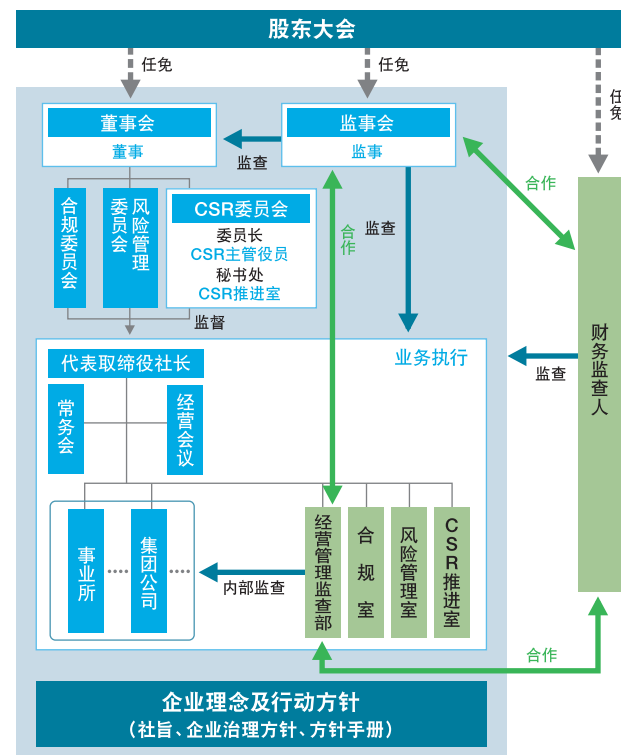 股东大会
任免
任免
任免
董事会
董事
监查
监事会
监事
合作
合规委员会
风险管理委员会
CSR委员会
委员长
CSR主管役员
秘书处
CSR推进室
合作
监查
监督
代表取缔役社长
业务执行
财务监查人
监查
常务会
经营会议
事业所
集团公司
内部监查
经营管理监查部
合规室
风险管理室
CSR推进室
合作
企业理念及行动方针
(社旨、企业治理方针、方针手册)